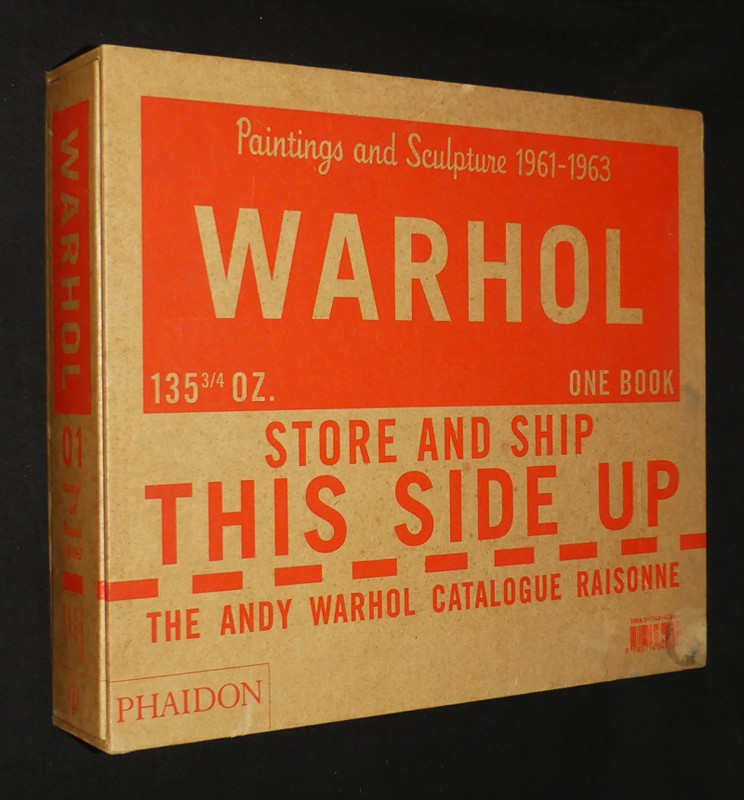 Paintings and Sculpture 1961-1963
WARHOL
135 3/4 OZ.
ONE BOOK
STORE AND SHIP
THIS SIDE UP
THE ANDY WARHOL CATALOGUE RAISONNE
PHAIDON
WARHOL
01